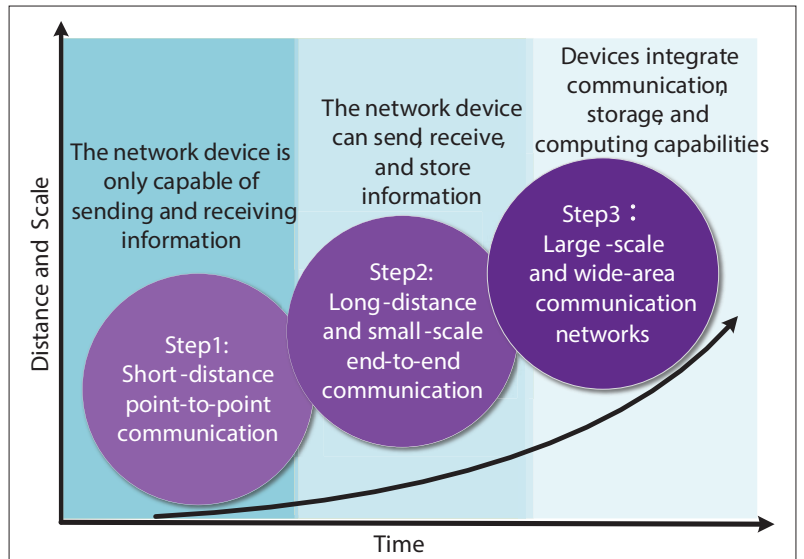 Distance and Scale
The network device is
only capable of
sending and receiving
information
Step1:
Short-distance
point-to-point
communication
The network device
can send, receive,
and store
information
Step2:
Long-distance
and small-scale
end-to-end
communication
Devices integrate
communication,
storage, and
computing capabilities
Step3：
Large-scale
and wide-area
communication
networks
Time